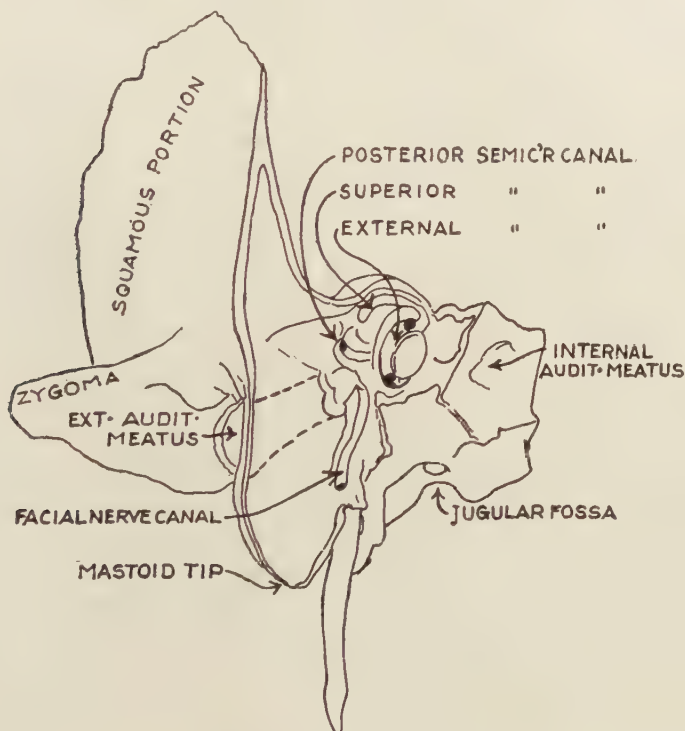 SQUAMOUS PORTION
POSTERIOR SEMIC'R CANAL.
SUPERIOR " "
EXTERNAL " "
INTERNAL
AUDIT· MEATUS
ZYGOMA
EXT· AUDIT·
MEATUS
FACIAL NERVE CANAL
JUGULAR FOSSA
MASTOID TIP